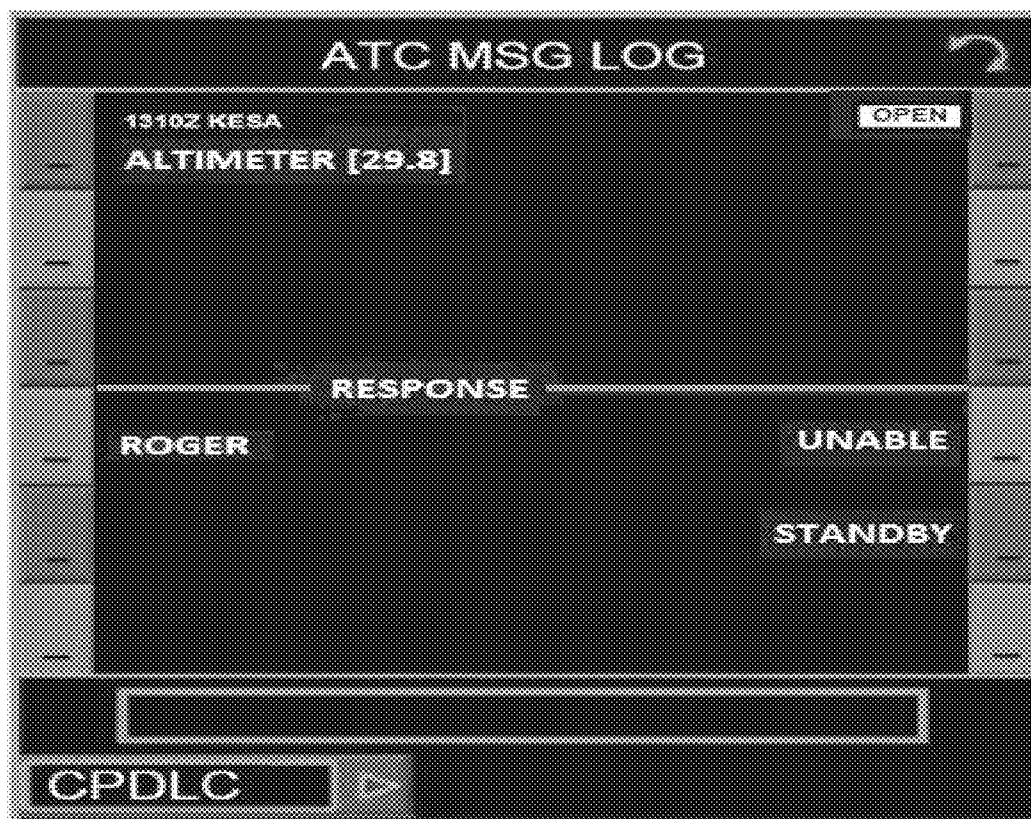 ATC MSG LOG
1310Z KESA
OPEN
ALTIMETER [29.8]
RESPONSE
ROGER
UNABLE
STANDBY
CPDLC